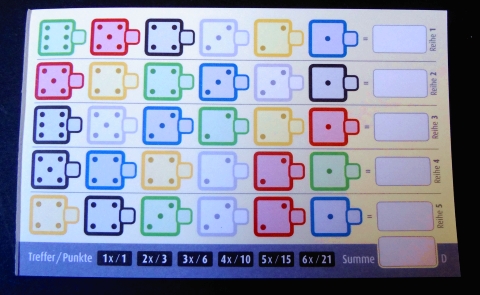 = Reihe 1
= Reihe 2
= Reihe 3
= Reihe 4
= Reihe 5
Treffer/Punkte 1x/1 2x/3 3x/6 4x/10 5x/15 6x/21 Summe D